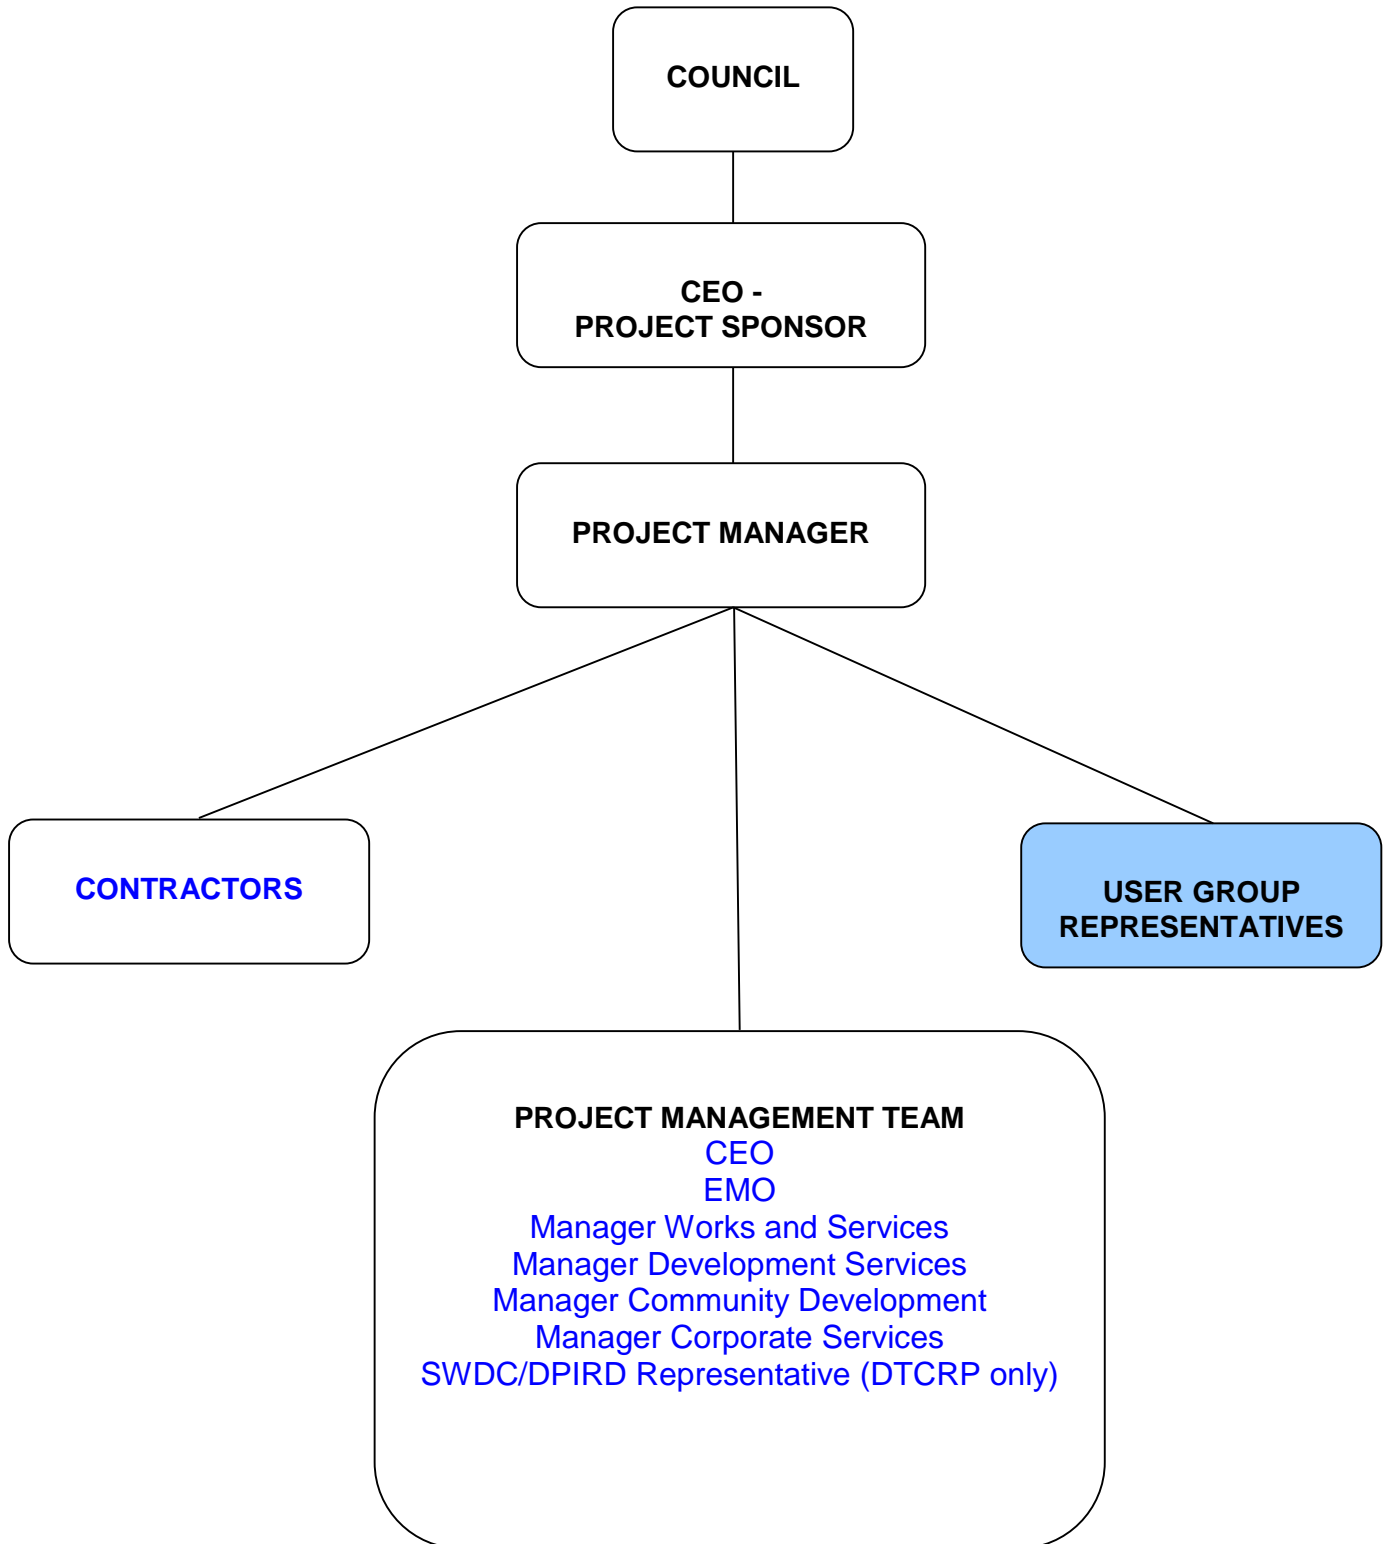 COUNCIL
CEO -
PROJECT SPONSOR
PROJECT MANAGER
CONTRACTORS
USER GROUP
REPRESENTATIVES
PROJECT MANAGEMENT TEAM
CEO
EMO
Manager Works and Services
Manager Development Services
Manager Community Development
Manager Corporate Services
SWDC/DPIRD Representative (DTCRP only)